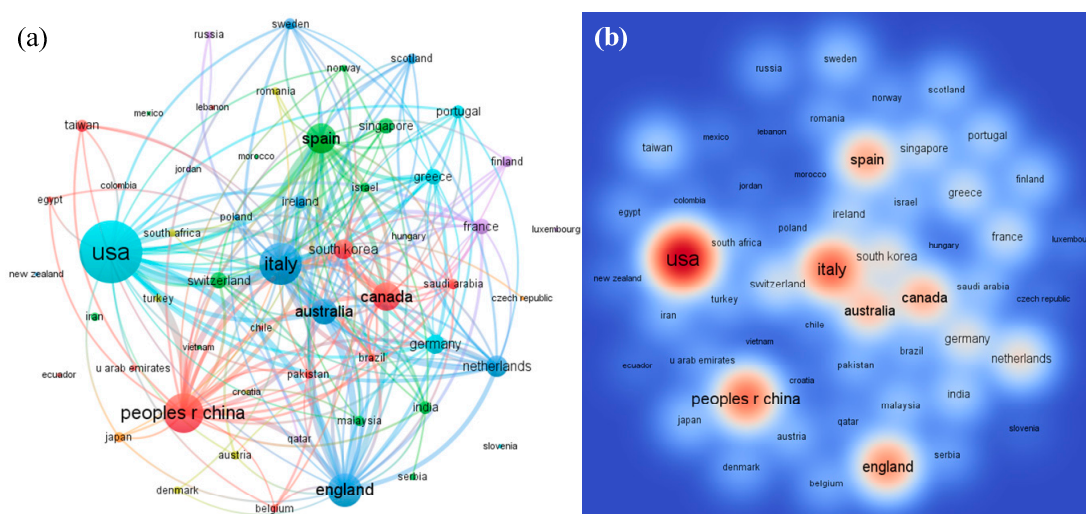 (a)
sweden
russia
scotland
norway
romania
mexico
lebanon
portugal
taiwan
singapore
spain
morocco
finland
jordan
greece
colombia
israel
egypt
ireland
poland
france
south africa
hungary
luxembourg
usa
south korea
italy
new zealand
switzerland
saudi arabia
turkey
canada
czech republic
iran
australia
chile
germany
vietnam
brazil
netherlands
ecuador
u arab emirates
pakistan
croatia
peoples r china
india
malaysia
japan
qatar
slovenia
austria
serbia
denmark
england
belgium
(b)
sweden
russia
scotland
norway
romania
mexico
lebanon
portugal
taiwan
singapore
spain
morocco
finland
jordan
greece
colombia
israel
egypt
ireland
poland
france
south africa
hungary
luxembourg
usa
south korea
italy
new zealand
switzerland
saudi arabia
turkey
canada
czech republic
iran
australia
chile
germany
vietnam
brazil
netherlands
ecuador
u arab emirates
pakistan
croatia
peoples r china
india
malaysia
japan
qatar
slovenia
austria
serbia
denmark
england
belgium